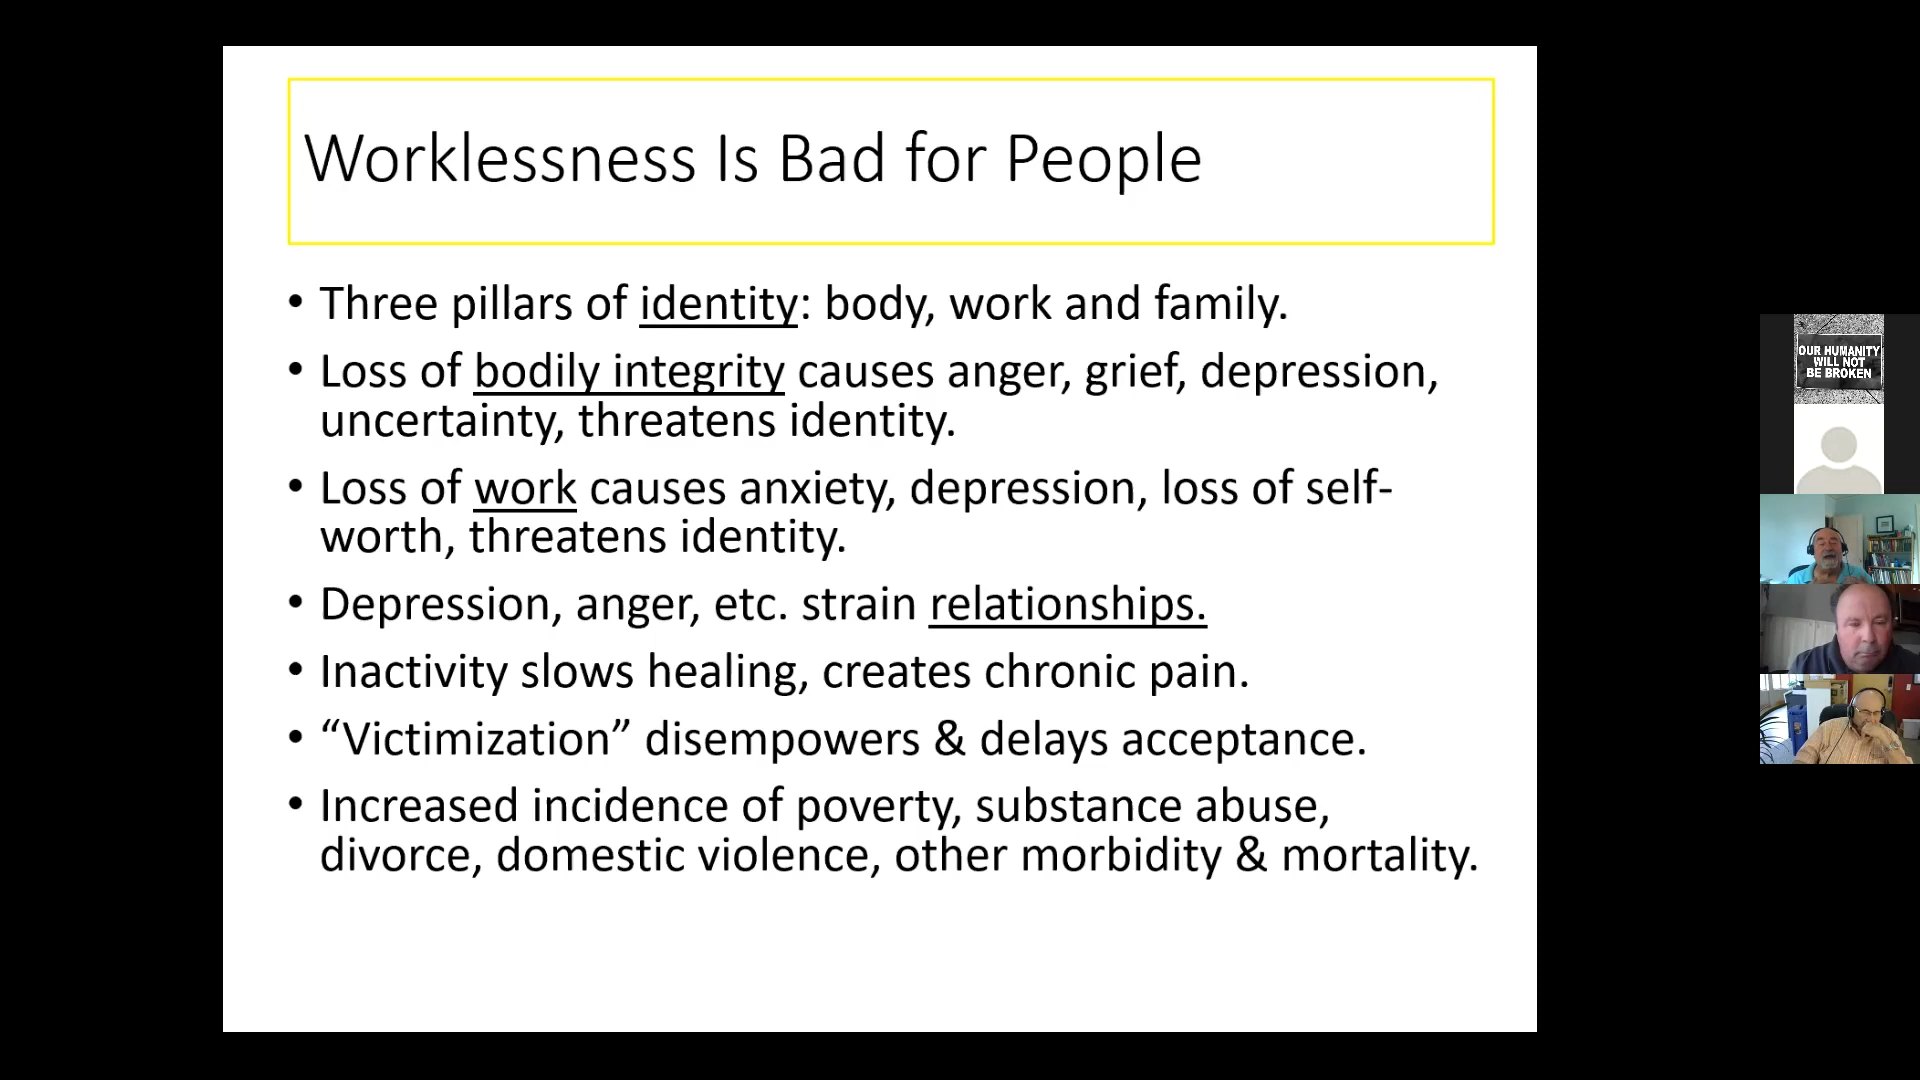 Worklessness Is Bad for People
• Three pillars of identity: body, work and family.
• Loss of bodily integrity causes anger, grief, depression,
uncertainty, threatens identity.
• Loss of work causes anxiety, depression, loss of self-
worth, threatens identity.
• Depression, anger, etc. strain relationships.
• Inactivity slows healing, creates chronic pain.
• “Victimization” disempowers & delays acceptance.
• Increased incidence of poverty, substance abuse,
divorce, domestic violence, other morbidity & mortality.
OUR HUMANITY
WILL NOT
BE BROKEN